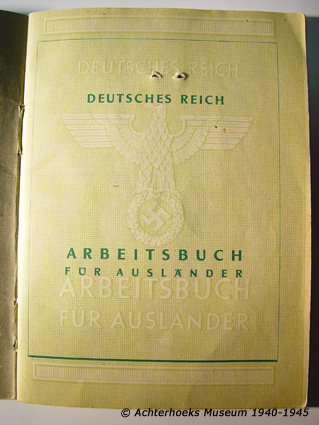 DEUTSCHES REICH
DEUTSCHES REICH
ARBEITSBUCH
FÜR AUSLÄNDER
ARBEITSBUCH
FÜR AUSLÄNDER
© Achterhoeks Museum 1940-1945